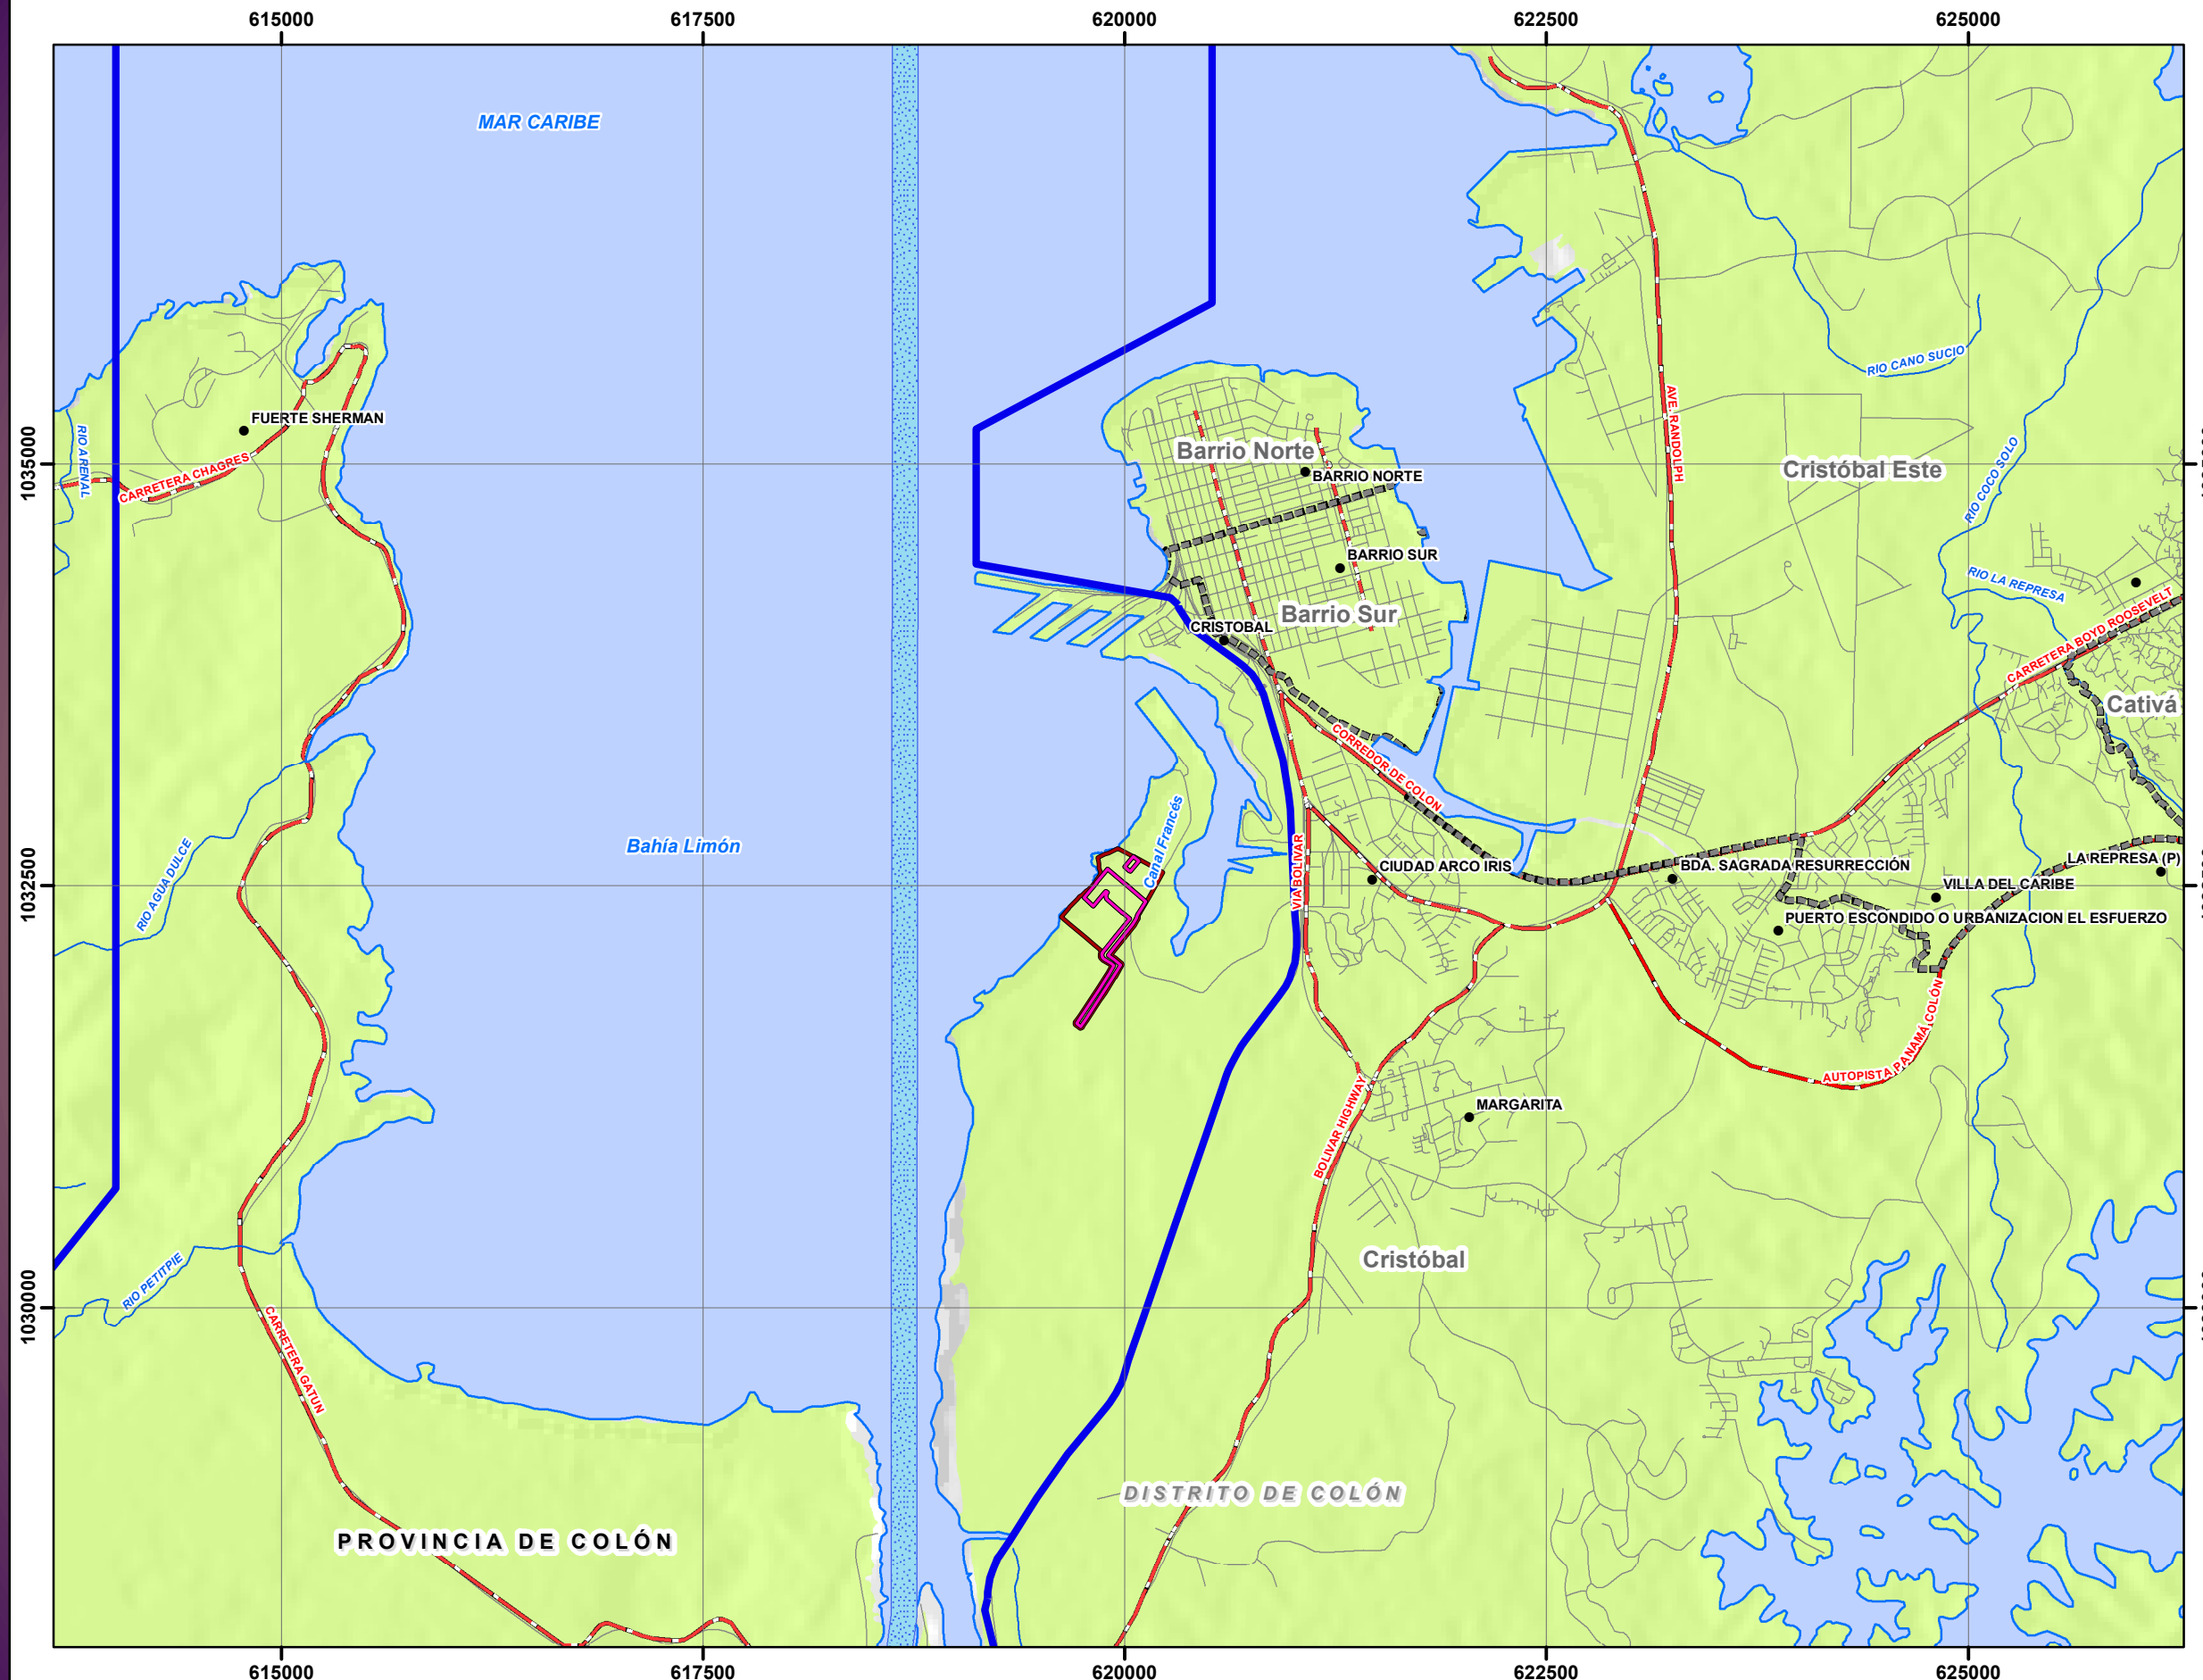 615000
617500
620000
622500
625000
MAR CARIBE
RIO CANO SUCIO
FUERTE SHERMAN
AVE. RANDOLPH
RIO ARENAL
CARRETERA CHAGRES
1035000
Barrio Norte
BARRIO NORTE
Cristóbal Este
RIO COCO SOLO
BARRIO SUR
Barrio Sur
RIO LA REPRESA
CARRETERA BOYD ROOSEVELT
CRISTOBAL
Cativá
CORREDOR DE COLON
Canal Francés
Bahía Limón
RIO AGUA DULCE
VIA BOLIVAR
1032500
CIUDAD ARCO IRIS
BDA. SAGRADA RESURRECCIÓN
LA REPRESA (P)
VILLA DEL CARIBE
PUERTO ESCONDIDO O URBANIZACION EL ESFUERZO
AUTOPISTA PANAMÁ COLÓN
MARGARITA
BOLIVAR HIGHWAY
Cristóbal
RIO PETITPIE
1030000
CARRETERA GATUN
DISTRITO DE COLÓN
PROVINCIA DE COLÓN
615000
617500
620000
622500
625000